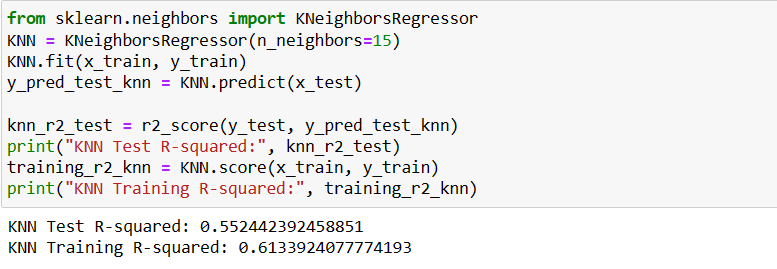 from sklearn.neighbors import KNeighborsRegressor
KNN = KNeighborsRegressor(n_neighbors=15)
KNN.fit(x_train, y_train)
y_pred_test_knn = KNN.predict(x_test)
knn_r2_test = r2_score(y_test, y_pred_test_knn)
print("KNN Test R-squared:", knn_r2_test)
training_r2_knn = KNN.score(x_train, y_train)
print("KNN Training R-squared:", training_r2_knn)
KNN Test R-squared: 0.552442392458851
KNN Training R-squared: 0.6133924077774193